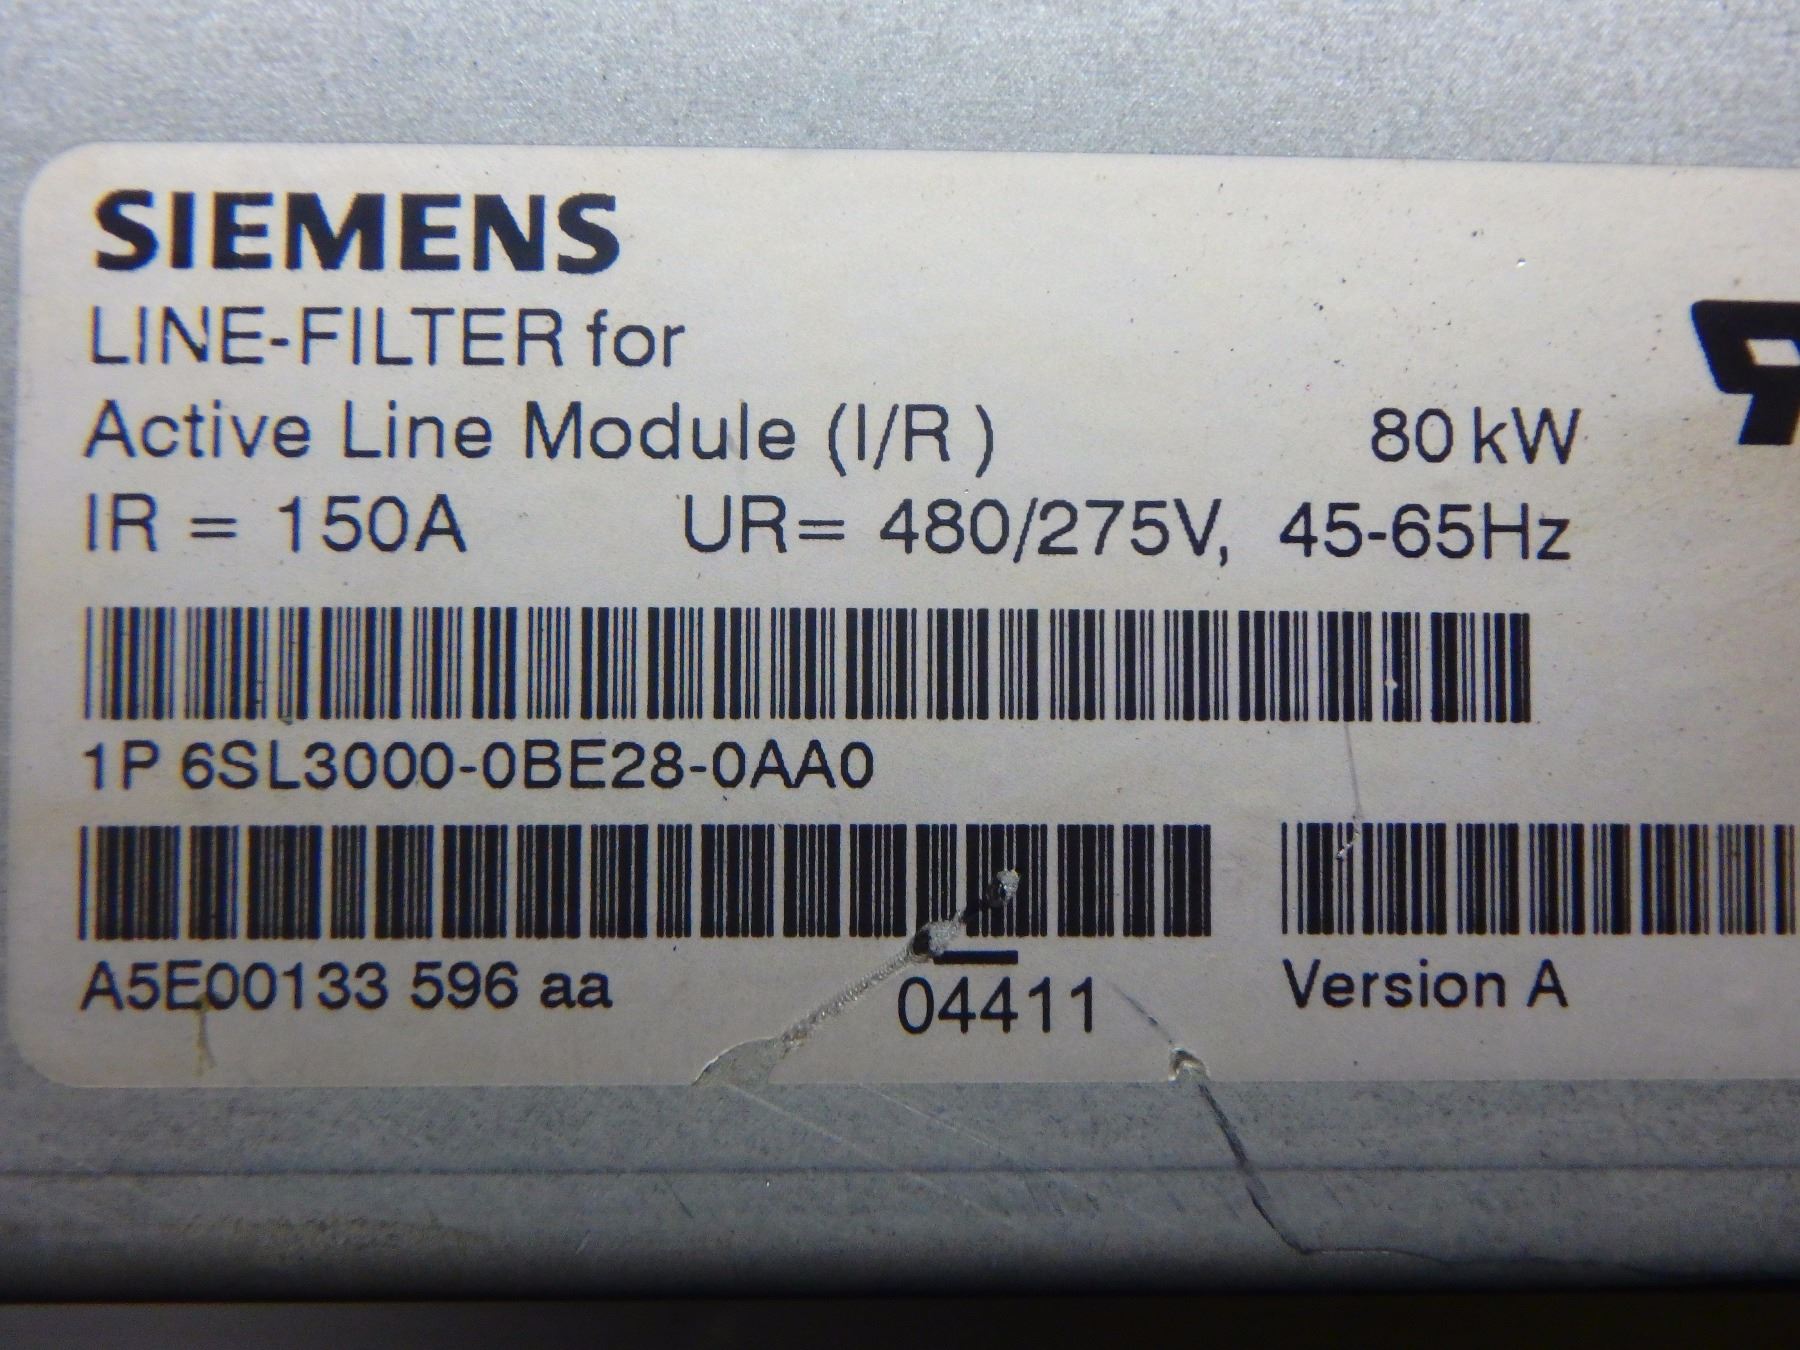 SIEMENS
LINE-FILTER for
Active Line Module (I/R ) 80 kW
IR = 150A UR= 480/275V, 45-65Hz
1P 6SL3000-0BE28-0AA0
A5E00133 596 aa 04411 Version A